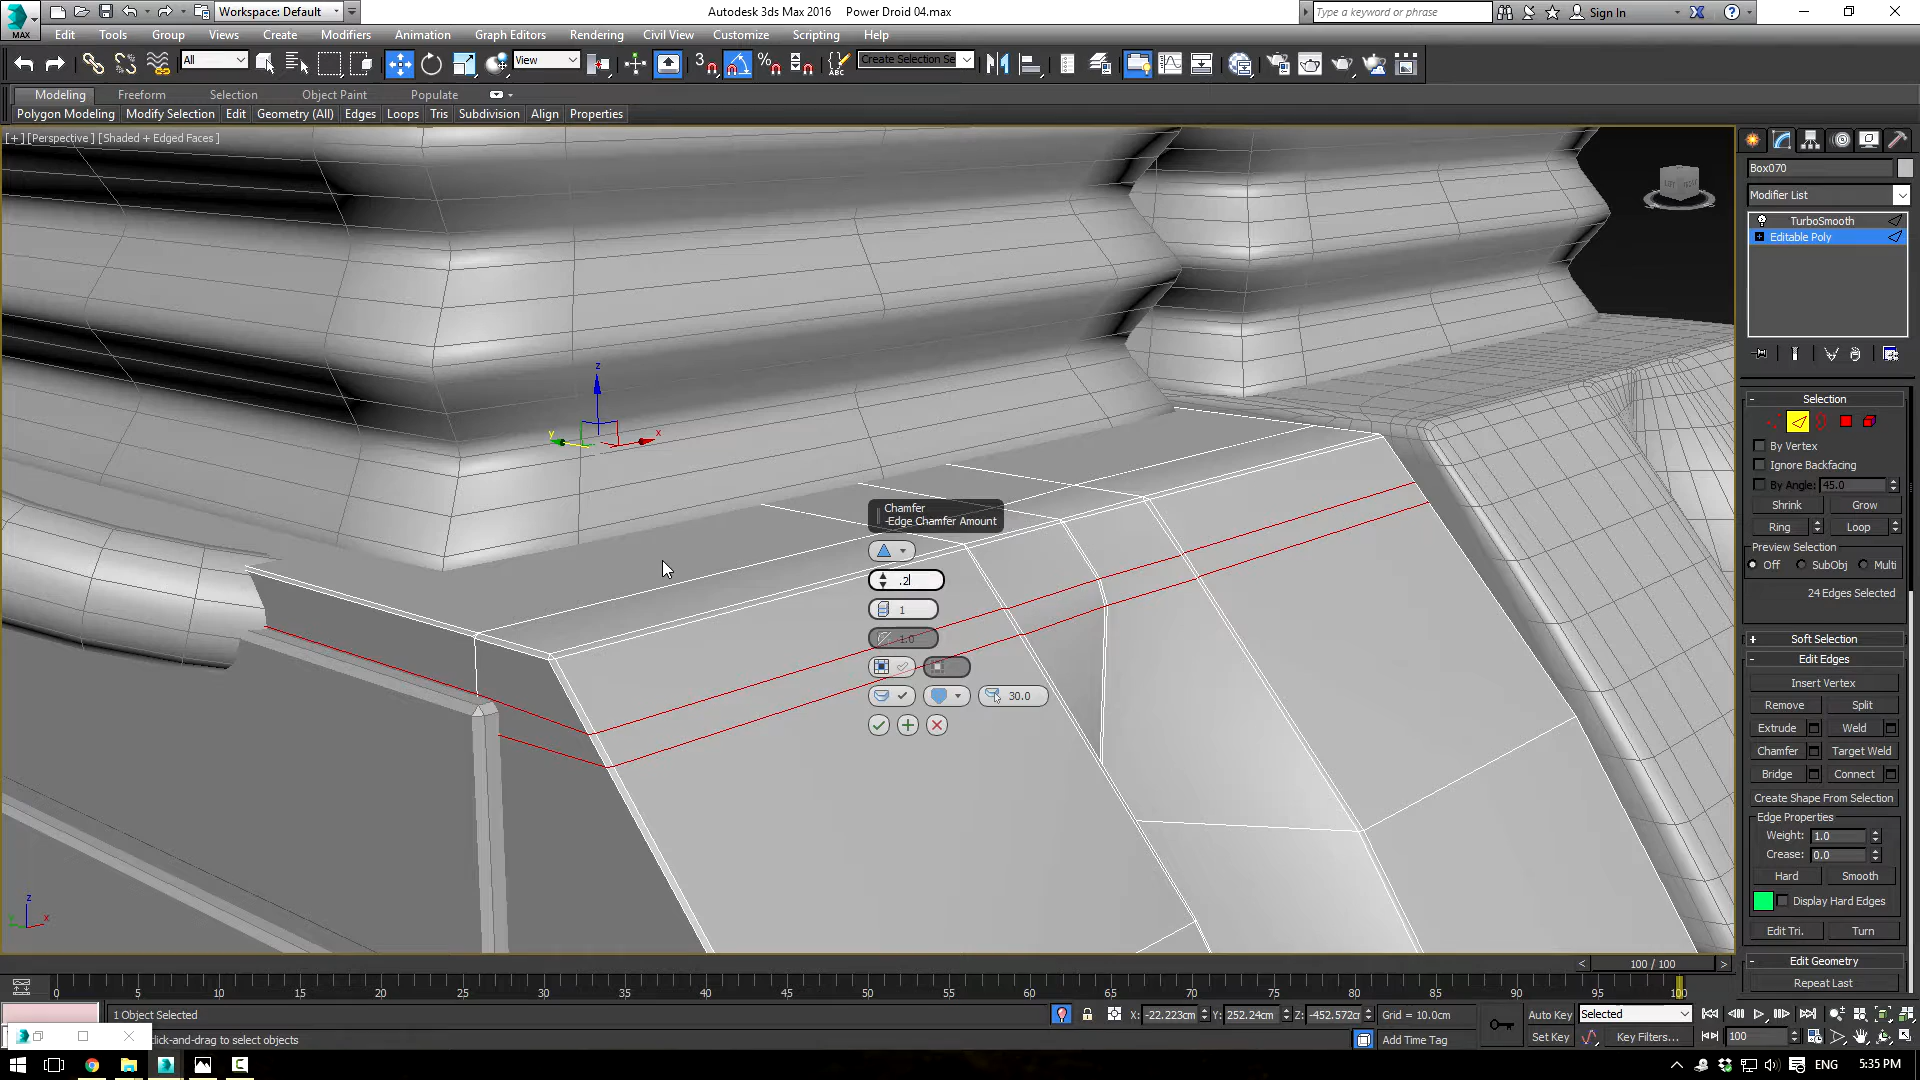 MAX
Workspace: Default
Autodesk 3ds Max 2016 Power Droid 04.max
Type a keyword or phrase
Sign In
Edit Tools Group Views Create Modifiers Animation Graph Editors Rendering Civil View Customize Scripting Help
All
View
3
ABC
Create Selection Se
Modeling Freeform Selection Object Paint Populate
Polygon Modeling Modify Selection Edit Geometry (All) Edges Loops Tris Subdivision Align Properties
[+] [Perspective] [Shaded + Edged Faces]
Box070
Modifier List
TurboSmooth
Editable Poly
z
y
x
Chamfer
-Edge Chamfer Amount
.2
1
1.0
30.0
Selection
By Vertex
Ignore Backfacing
By Angle: 45.0
Shrink Grow
Ring Loop
Preview Selection
Off SubObj Multi
24 Edges Selected
Soft Selection
Edit Edges
Insert Vertex
Remove Split
Extrude Weld
Chamfer Target Weld
Bridge Connect
Create Shape From Selection
Edge Properties
Weight: 1.0
Crease: 0.0
Hard Smooth
Display Hard Edges
Edit Tri. Turn
Edit Geometry
Repeat Last
z
x
100 / 100
0 5 10 15 20 25 30 35 40 45 50 55 60 65 70 75 80 85 90 95 100
1 Object Selected
X: -22.223cm Y: 252.24cm Z: -452.572cm Grid = 10.0cm
Auto Key Selected
click-and-drag to select objects
Add Time Tag
Set Key Key Filters... 100
ENG 5:35 PM